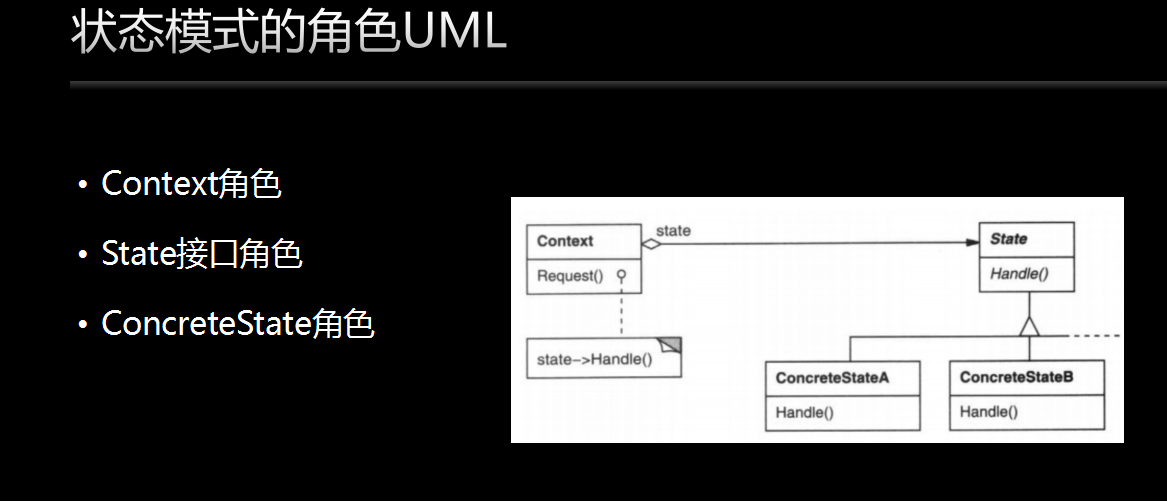 状态模式的角色UML
• Context角色
• State接口角色
• ConcreteState角色
state
Context
Request()
state->Handle()
State
Handle()
ConcreteStateA
Handle()
ConcreteStateB
Handle()